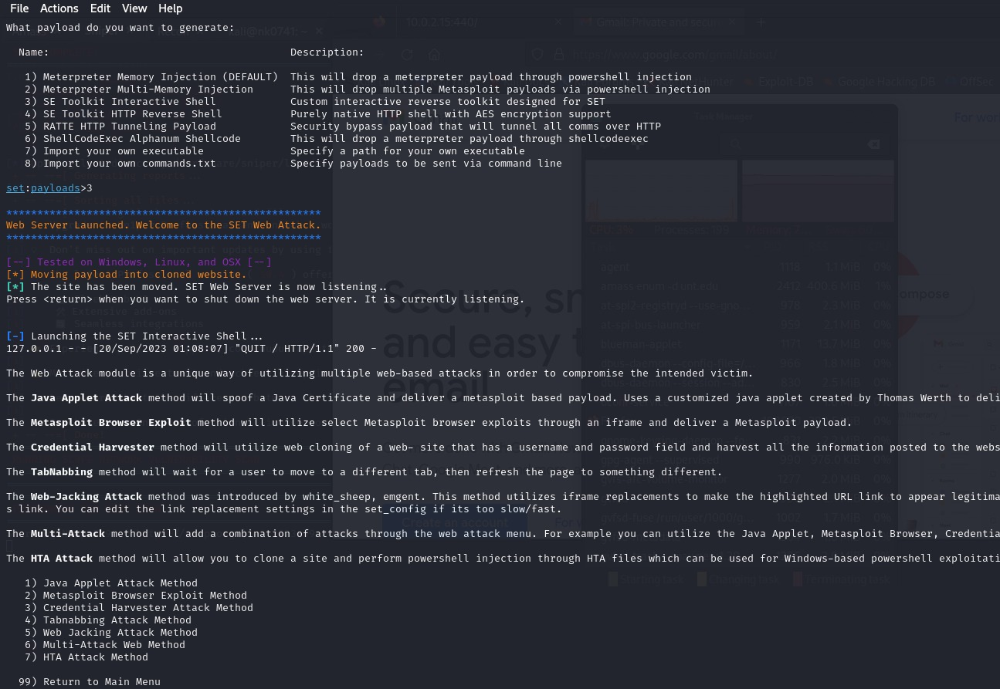 File Actions Edit View Help
What payload do you want to generate:
Name: Description:
1) Meterpreter Memory Injection (DEFAULT) This will drop a meterpreter payload through powershell injection
2) Meterpreter Multi-Memory Injection This will drop multiple Metasploit payloads via powershell injection
3) SE Toolkit Interactive Shell Custom interactive reverse toolkit designed for SET
4) SE Toolkit HTTP Reverse Shell Purely native HTTP shell with AES encryption support
5) RATTE HTTP Tunneling Payload Security bypass payload that will tunnel all comms over HTTP
6) ShellCodeExec Alphanum Shellcode This will drop a meterpreter payload through shellcodeexec
7) Import your own executable Specify a path for your own executable
8) Import your own commands.txt Specify payloads to be sent via command line
set:payloads>3
***************************************************
Web Server Launched. Welcome to the SET Web Attack.
***************************************************
[--] Tested on Windows, Linux, and OSX [--]
[*] Moving payload into cloned website.
[*] The site has been moved. SET Web Server is now listening..
Press <return> when you want to shut down the web server. It is currently listening.
[-] Launching the SET Interactive Shell...
127.0.0.1 - - [20/Sep/2023 01:08:07] "QUIT / HTTP/1.1" 200 -
The Web Attack module is a unique way of utilizing multiple web-based attacks in order to compromise the intended victim.
The Java Applet Attack method will spoof a Java Certificate and deliver a metasploit based payload. Uses a customized java applet created by Thomas Werth to deli
The Metasploit Browser Exploit method will utilize select Metasploit browser exploits through an iframe and deliver a Metasploit payload.
The Credential Harvester method will utilize web cloning of a web- site that has a username and password field and harvest all the information posted to the webs
The TabNabbing method will wait for a user to move to a different tab, then refresh the page to something different.
The Web-Jacking Attack method was introduced by white_sheep, emgent. This method utilizes iframe replacements to make the highlighted URL link to appear legitima
s link. You can edit the link replacement settings in the set_config if its too slow/fast.
The Multi-Attack method will add a combination of attacks through the web attack menu. For example you can utilize the Java Applet, Metasploit Browser, Credentia
The HTA Attack method will allow you to clone a site and perform powershell injection through HTA files which can be used for Windows-based powershell exploitati
1) Java Applet Attack Method
2) Metasploit Browser Exploit Method
3) Credential Harvester Attack Method
4) Tabnabbing Attack Method
5) Web Jacking Attack Method
6) Multi-Attack Web Method
7) HTA Attack Method
99) Return to Main Menu